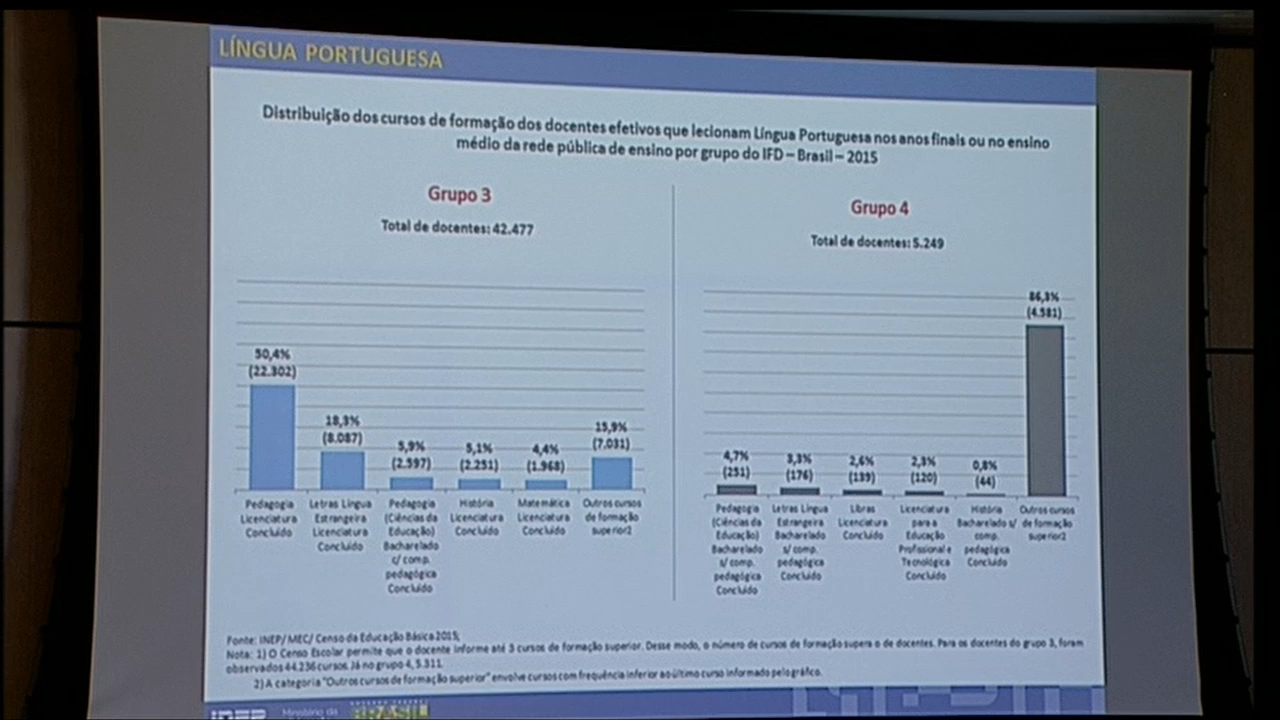 LÍNGUA PORTUGUESA
Distribuição dos cursos de formação dos docentes efetivos que lecionam Língua Portuguesa nos anos finais ou no ensino
médio da rede pública de ensino por grupo do IFD – Brasil – 2015
Grupo 3
Total de docentes: 42.477
50,4%
(22.302)
18,3%
(8.087)
5,9%
(2.597)
5,1%
(2.251)
4,4%
(1.968)
15,9%
(7.031)
Pedagogia
Licenciatura
Concluído
Letras Língua
Estrangeira
Licenciatura
Concluído
Pedagogia
(Ciências da
Educação)
Bacharelado
c/ comp.
pedagógica
Concluído
História
Licenciatura
Concluído
Matemática
Licenciatura
Concluído
Outros cursos
de formação
superior2
Grupo 4
Total de docentes: 5.249
4,7%
(251)
3,3%
(176)
2,6%
(139)
2,3%
(120)
0,8%
(44)
86,3%
(4.581)
Pedagogia
(Ciências da
Educação)
Bacharelado
s/ comp.
pedagógica
Concluído
Letras Língua
Estrangeira
Bacharelado
s/ comp.
pedagógica
Concluído
Libras
Licenciatura
Concluído
Licenciatura
para a
Educação
Profissional e
Tecnológica
Concluído
História
Bacharelado s/
comp.
pedagógica
Concluído
Outros cursos
de formação
superior2
Fonte: INEP/ MEC/ Censo da Educação Básica 2015;
Nota: 1) O Censo Escolar permite que o docente informe até 3 cursos de formação superior. Desse modo, o número de cursos de formação supera o de docentes. Para os docentes do grupo 3, foram
observados 44.236 cursos. Já no grupo 4, 5.311.
2) A categoria "Outros cursos de formação superior" envolve cursos com frequência inferior ao último curso informado pelo gráfico.
INEP
Ministério da
BRASIL